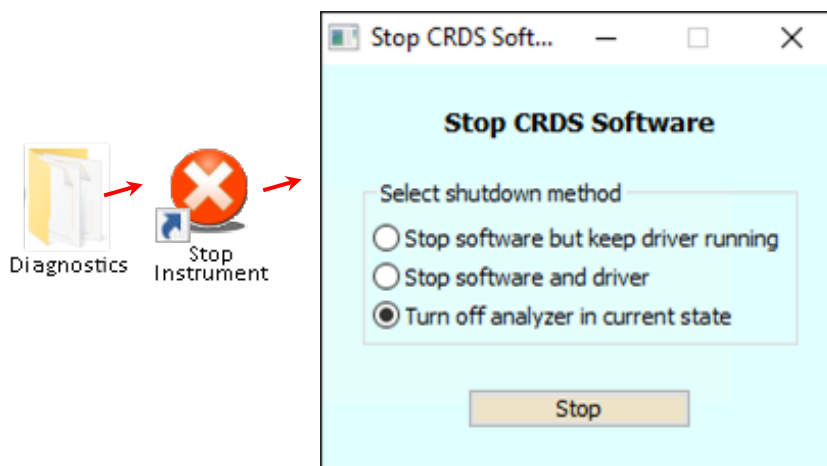 Stop CRDS Soft...
Stop CRDS Software
Select shutdown method
Stop software but keep driver running
Stop software and driver
Turn off analyzer in current state
Stop
Diagnostics
Stop
Instrument